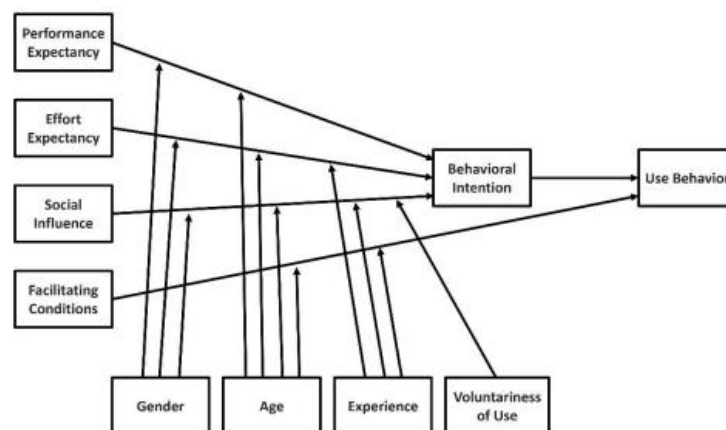 Performance
Expectancy
Effort
Expectancy
Social
Influence
Facilitating
Conditions
Behavioral
Intention
Use Behavior
Gender
Age
Experience
Voluntariness
of Use